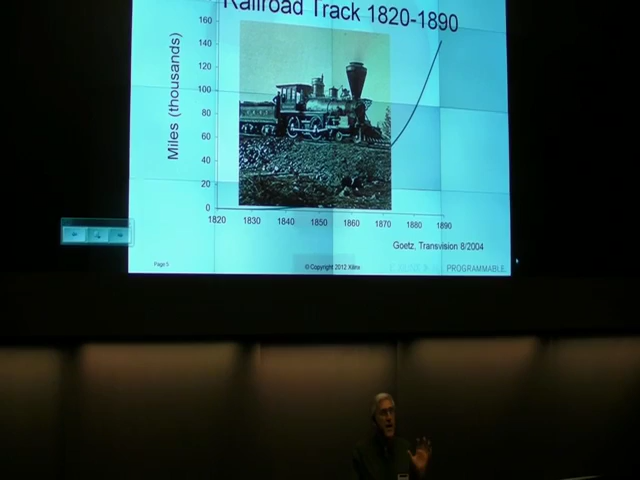 Railroad Track 1820-1890
Miles (thousands)
160
140
120
100
80
60
40
20
0
1820 1830 1840 1850 1860 1870 1880 1890
Goetz, Transvision 8/2004
Page 5
© Copyright 2012 Xilinx
PROGRAMMABLE.